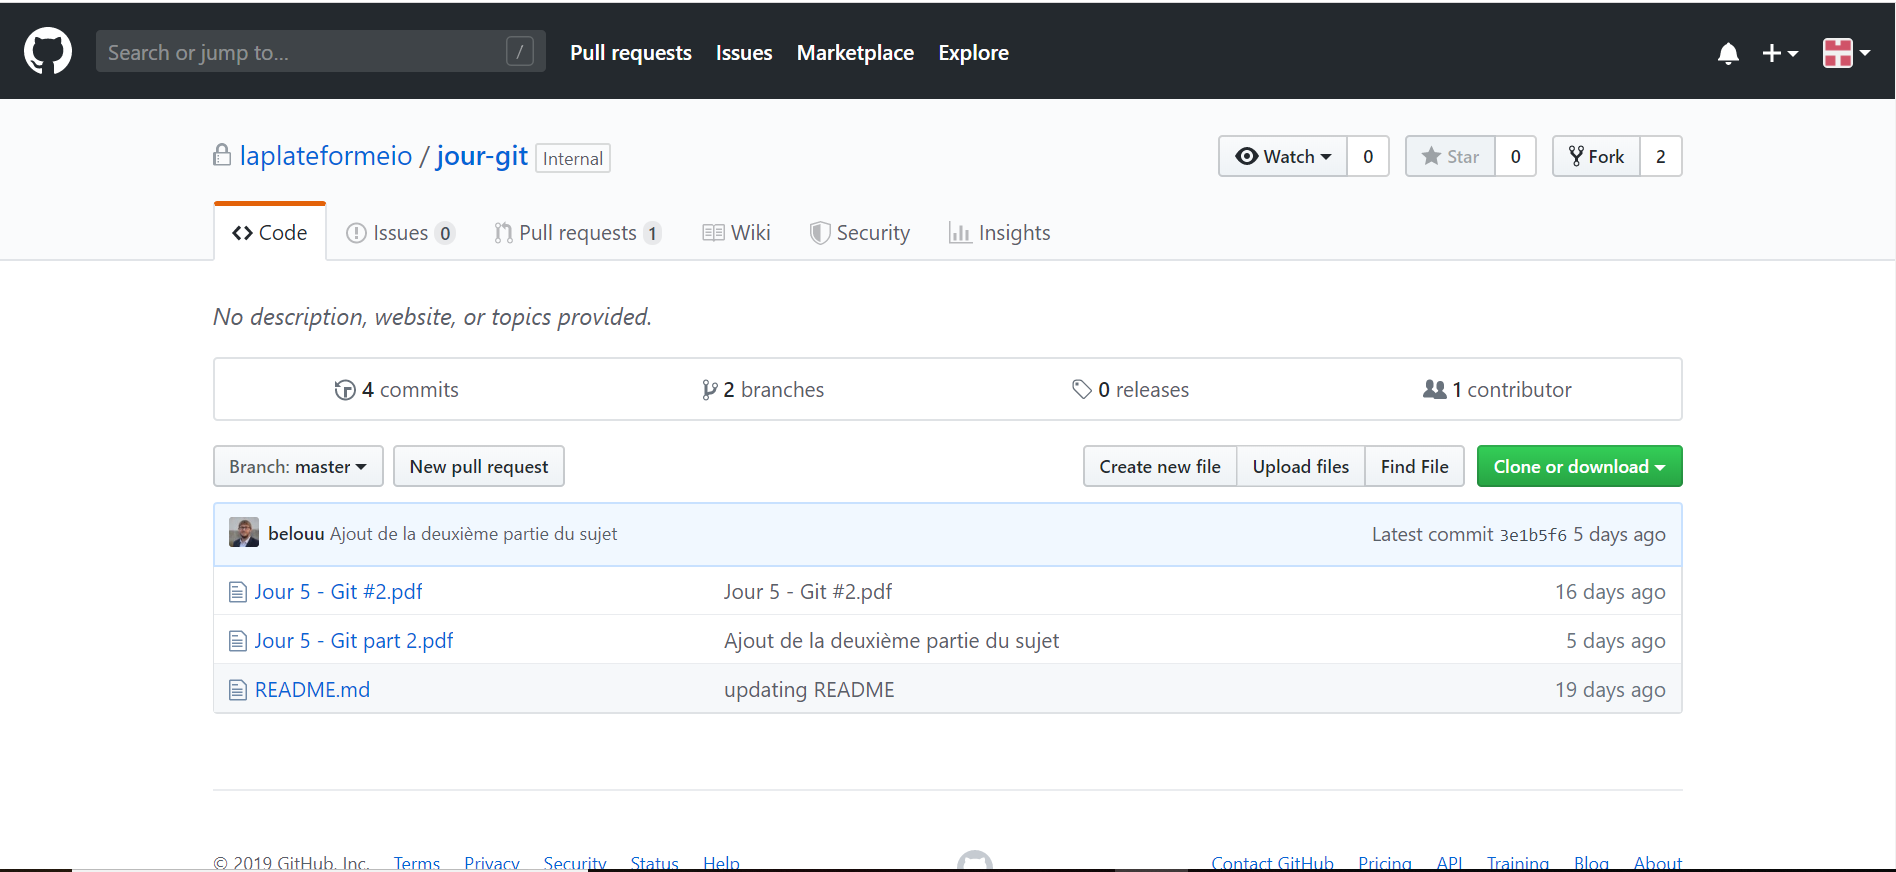 Search or jump to... /
Pull requests Issues Marketplace Explore
laplateformeio / jour-git Internal
Watch 0 Star 0 Fork 2
Code Issues 0 Pull requests 1 Wiki Security Insights
No description, website, or topics provided.
4 commits 2 branches 0 releases 1 contributor
Branch: master New pull request Create new file Upload files Find File Clone or download
belouu Ajout de la deuxième partie du sujet Latest commit 3e1b5f6 5 days ago
Jour 5 - Git #2.pdf Jour 5 - Git #2.pdf 16 days ago
Jour 5 - Git part 2.pdf Ajout de la deuxième partie du sujet 5 days ago
README.md updating README 19 days ago
© 2019 GitHub, Inc. Terms Privacy Security Status Help Contact GitHub Pricing API Training Blog About